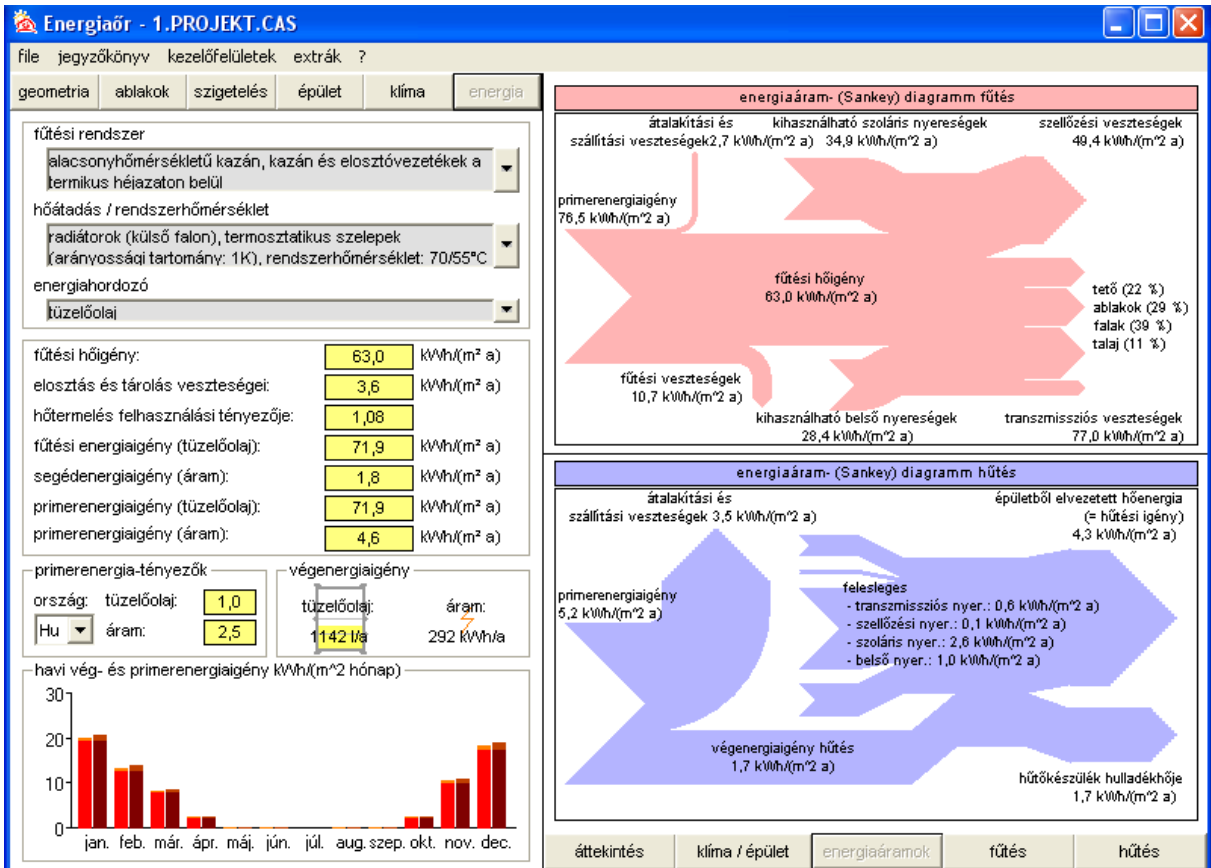 Energiaőr - 1.PROJEKT.CAS
file jegyzőkönyv kezelőfelületek extrák ?
geometria ablakok szigetelés épület klíma energia
fűtési rendszer
alacsonyhőmérsékletű kazán, kazán és elosztóvezetékek a
termikus héjazaton belül
hőátadás / rendszerhőmérséklet
radiátorok (külső falon), termosztatikus szelepek
(arányossági tartomány: 1K), rendszerhőmérséklet: 70/55°C
energiahordozó
tüzelőolaj
fűtési hőigény: 63,0 kWh/(m² a)
elosztás és tárolás veszteségei: 3,6 kWh/(m² a)
hőtermelés felhasználási tényezője: 1,08
fűtési energiaigény (tüzelőolaj): 71,9 kWh/(m² a)
segédenergiaigény (áram): 1,8 kWh/(m² a)
primerenergiaigény (tüzelőolaj): 71,9 kWh/(m² a)
primerenergiaigény (áram): 4,6 kWh/(m² a)
primerenergia-tényezők
ország: tüzelőolaj: 1,0
Hu áram: 2,5
végenergiaigény
tüzelőolaj: áram:
1142 l/a 292 kWh/a
havi vég- és primerenergiaigény kWh/(m^2 hónap)
30
20
10
0
jan. feb. már. ápr. máj. jún. júl. aug. szep. okt. nov. dec.
energiaáram- (Sankey) diagramm fűtés
átalakítási és
szállítási veszteségek 2,7 kWh/(m^2 a)
kihasználható szoláris nyereségek
34,9 kWh/(m^2 a)
szellőzési veszteségek
49,4 kWh/(m^2 a)
primerenergiaigény
76,5 kWh/(m^2 a)
fűtési hőigény
63,0 kWh/(m^2 a)
tető (22 %)
ablakok (29 %)
falak (39 %)
talaj (11 %)
fűtési veszteségek
10,7 kWh/(m^2 a)
kihasználható belső nyereségek
28,4 kWh/(m^2 a)
transzmissziós veszteségek
77,0 kWh/(m^2 a)
energiaáram- (Sankey) diagramm hűtés
átalakítási és
szállítási veszteségek 3,5 kWh/(m^2 a)
épületből elvezetett hőenergia
(= hűtési igény)
4,3 kWh/(m^2 a)
primerenergiaigény
5,2 kWh/(m^2 a)
felesleges
- transzmissziós nyer.: 0,6 kWh/(m^2 a)
- szellőzési nyer.: 0,1 kWh/(m^2 a)
- szoláris nyer.: 2,6 kWh/(m^2 a)
- belső nyer.: 1,0 kWh/(m^2 a)
végenergiaigény hűtés
1,7 kWh/(m^2 a)
hűtőkészülék hulladékhője
1,7 kWh/(m^2 a)
áttekintés klíma / épület energiaáramok fűtés hűtés